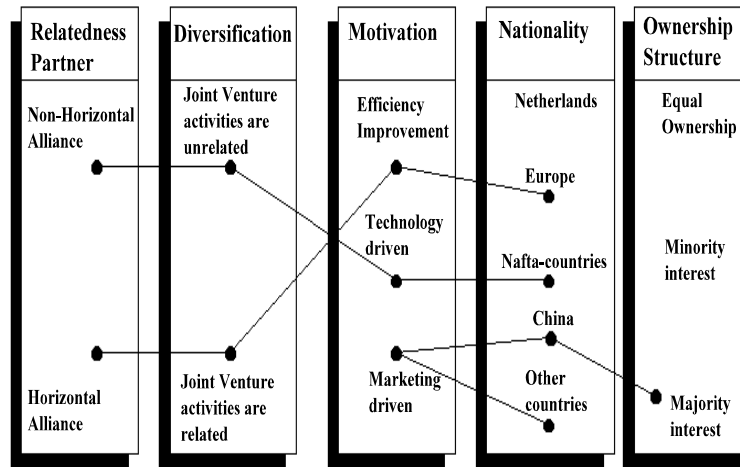 Relatedness
Partner
Non-Horizontal
Alliance
Horizontal
Alliance
Diversification
Joint Venture
activities are
unrelated
Joint Venture
activities are
related
Motivation
Efficiency
Improvement
Technology
driven
Marketing
driven
Nationality
Netherlands
Europe
Nafta-countries
China
Other
countries
Ownership
Structure
Equal
Ownership
Minority
interest
Majority
interest